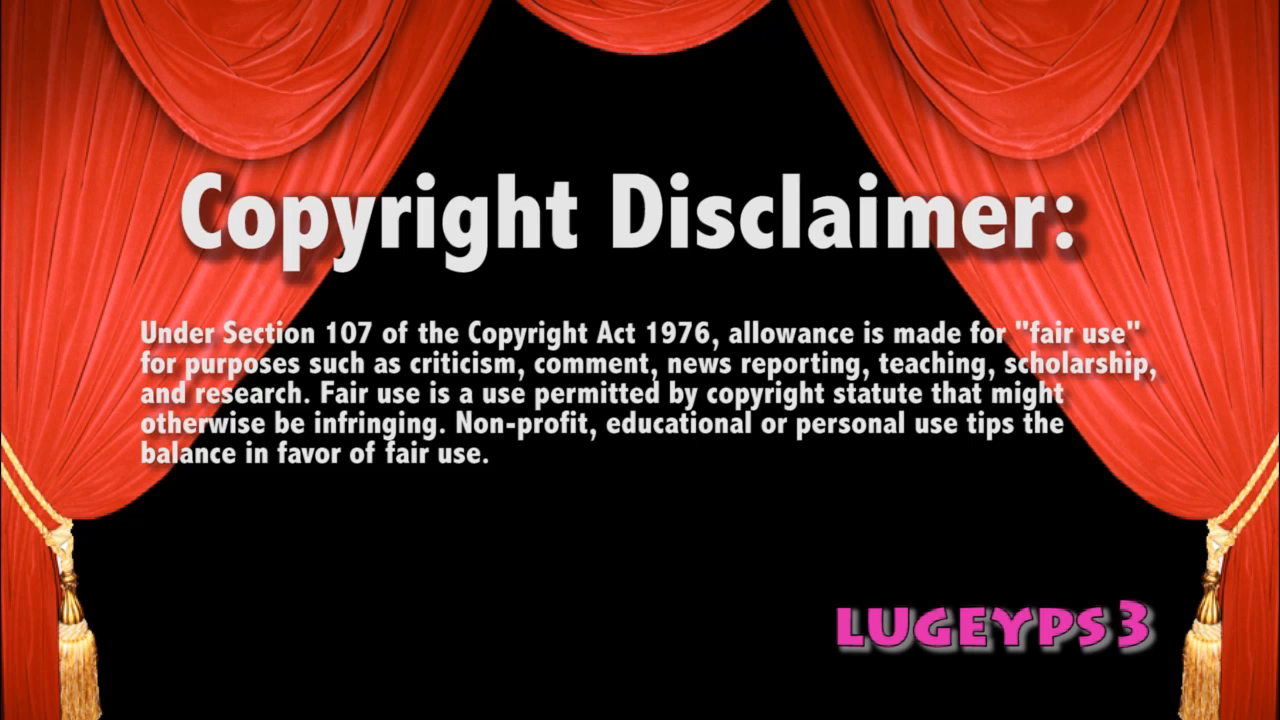 Copyright Disclaimer:
Under Section 107 of the Copyright Act 1976, allowance is made for "fair use"
for purposes such as criticism, comment, news reporting, teaching, scholarship,
and research. Fair use is a use permitted by copyright statute that might
otherwise be infringing. Non-profit, educational or personal use tips the
balance in favor of fair use.
LUGEYPS3